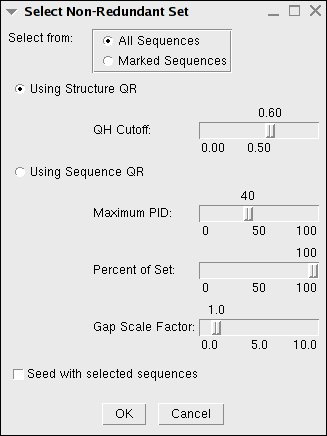 Select Non-Redundant Set
Select from:
All Sequences
Marked Sequences
Using Structure QR
0.60
QH Cutoff:
0.00 0.50
Using Sequence QR
40
Maximum PID:
0 50 100
100
Percent of Set:
0 50 100
1.0
Gap Scale Factor:
0.0 5.0 10.0
Seed with selected sequences
OK Cancel